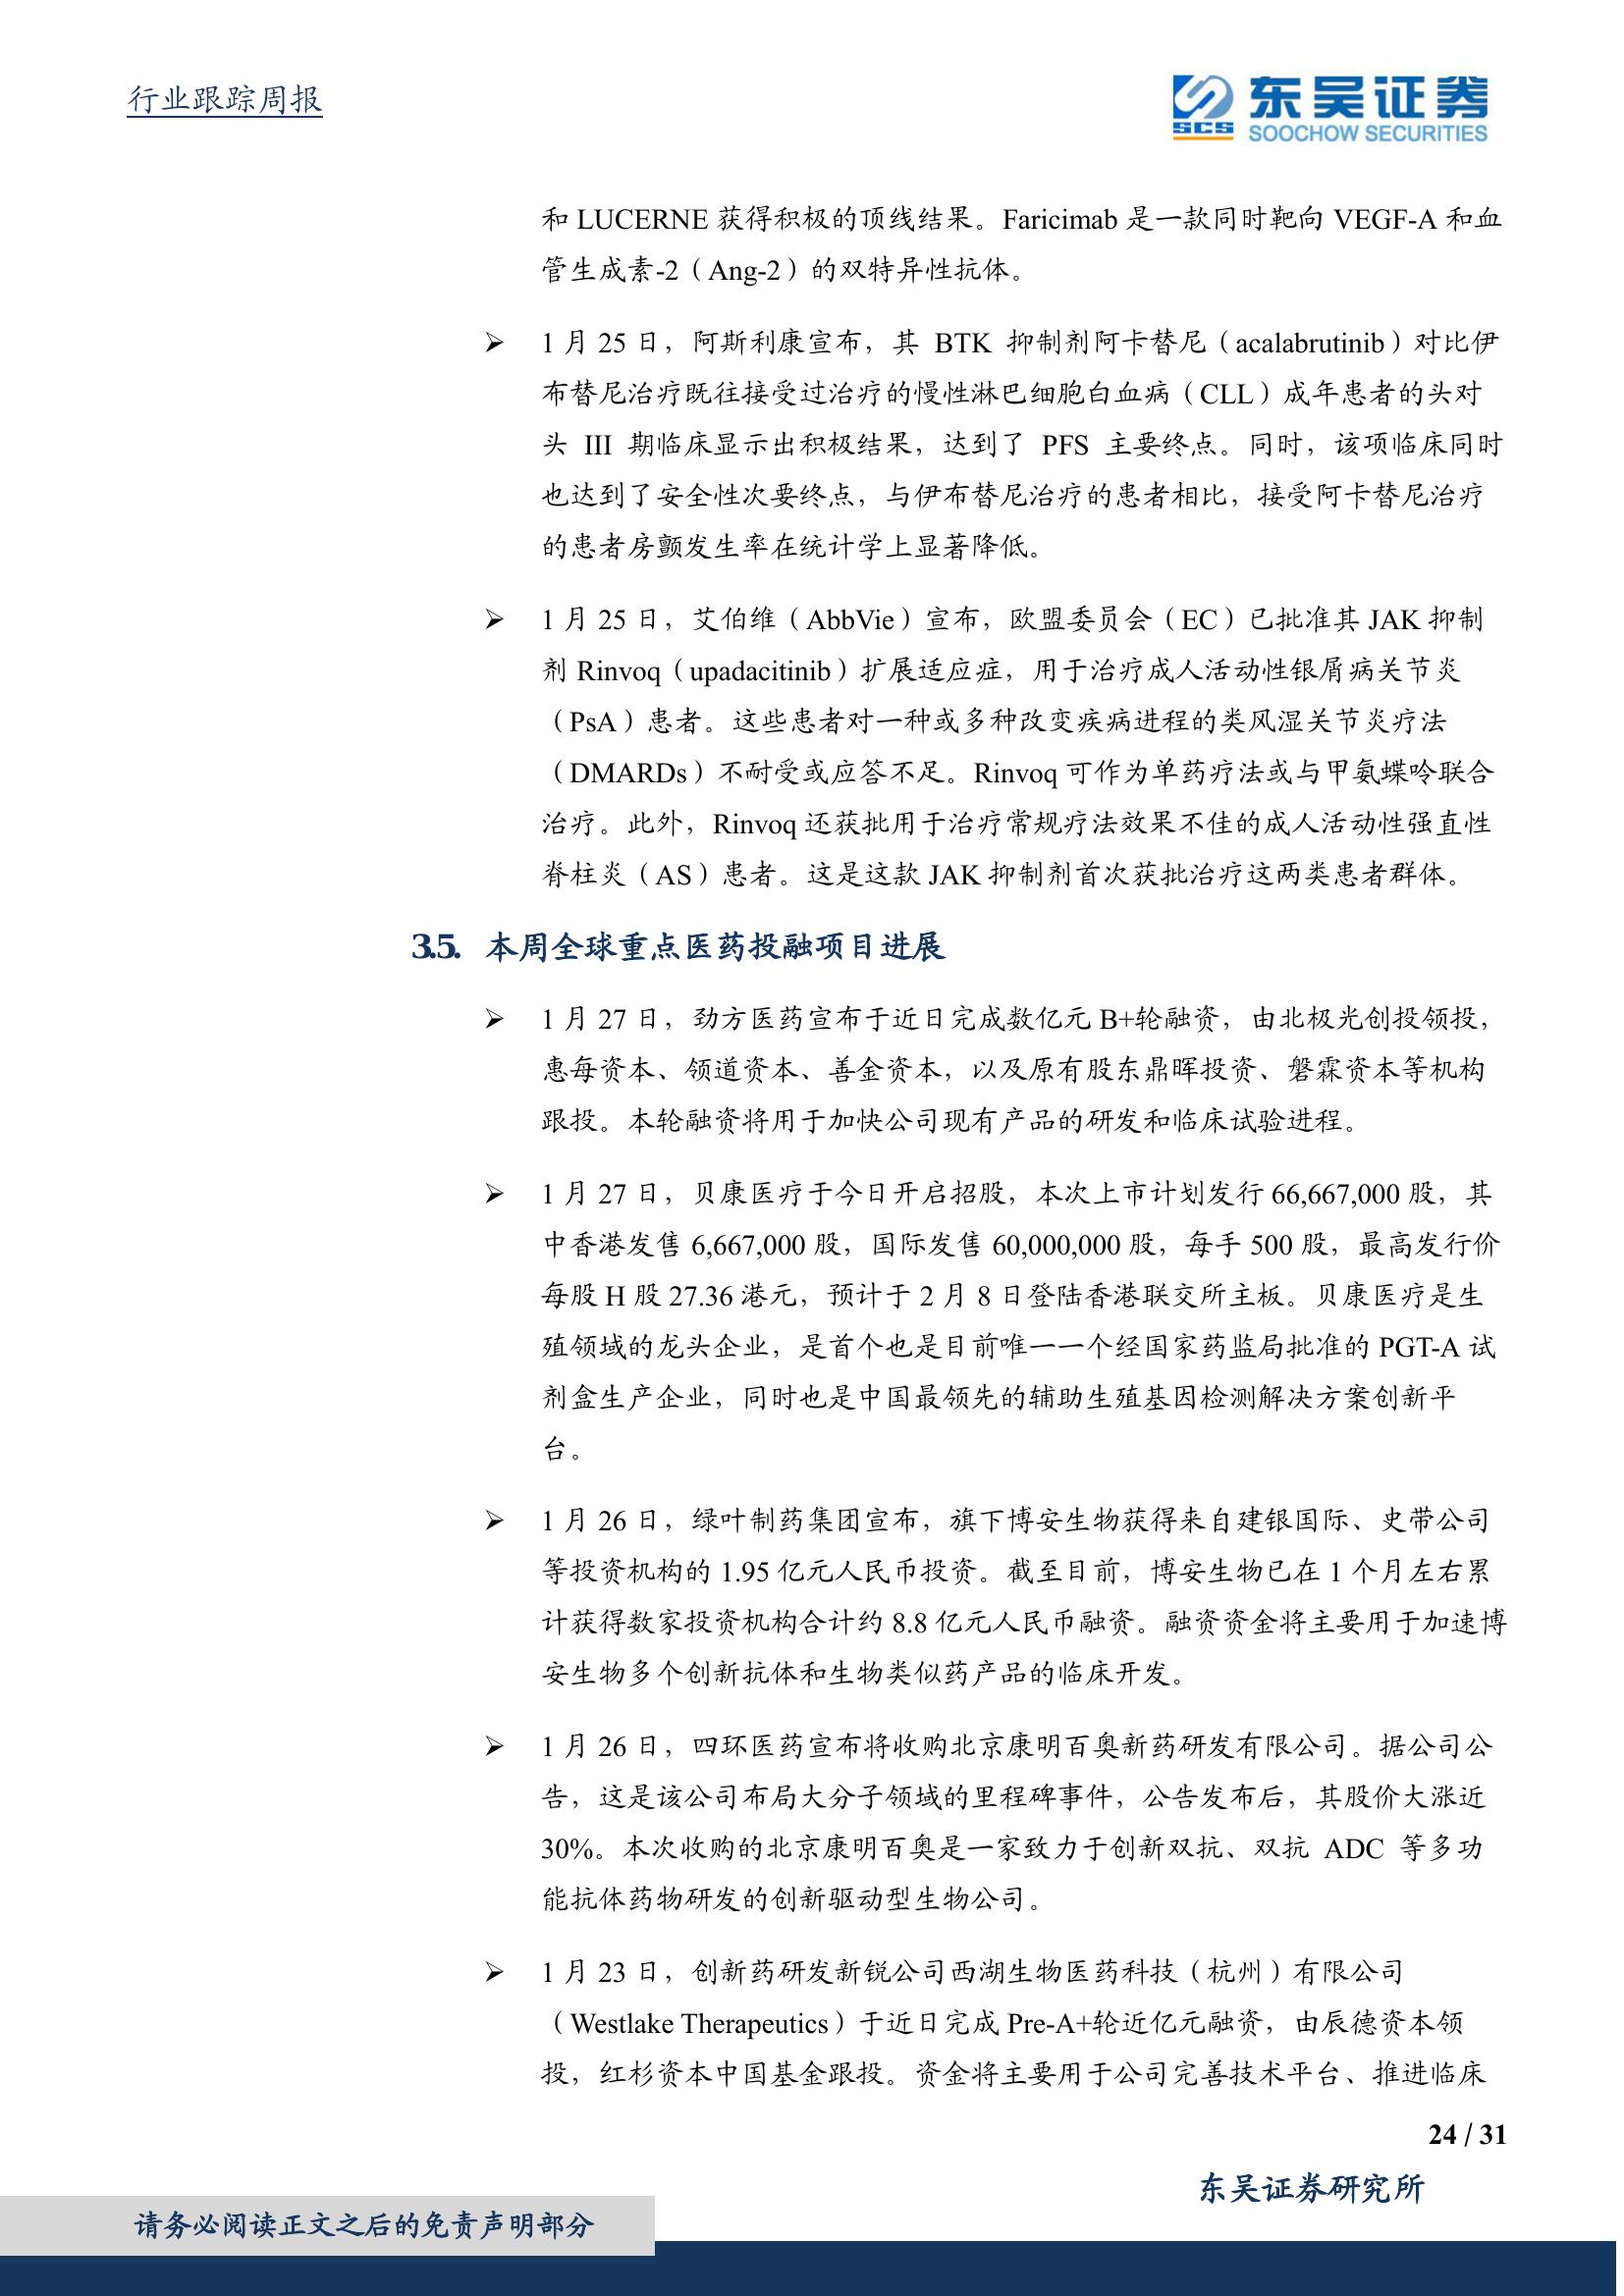 行业跟踪周报
东吴证券
SCS
SOOCHOW SECURITIES
和 LUCERNE 获得积极的顶线结果。Faricimab 是一款同时靶向 VEGF-A 和血
管生成素-2（Ang-2）的双特异性抗体。
➢ 1 月 25 日，阿斯利康宣布，其 BTK 抑制剂阿卡替尼（acalabrutinib）对比伊
布替尼治疗既往接受过治疗的慢性淋巴细胞白血病（CLL）成年患者的头对
头 III 期临床显示出积极结果，达到了 PFS 主要终点。同时，该项临床同时
也达到了安全性次要终点，与伊布替尼治疗的患者相比，接受阿卡替尼治疗
的患者房颤发生率在统计学上显著降低。
➢ 1 月 25 日，艾伯维（AbbVie）宣布，欧盟委员会（EC）已批准其 JAK 抑制
剂 Rinvoq（upadacitinib）扩展适应症，用于治疗成人活动性银屑病关节炎
（PsA）患者。这些患者对一种或多种改变疾病进程的类风湿关节炎疗法
（DMARDs）不耐受或应答不足。Rinvoq 可作为单药疗法或与甲氨蝶呤联合
治疗。此外，Rinvoq 还获批用于治疗常规疗法效果不佳的成人活动性强直性
脊柱炎（AS）患者。这是这款 JAK 抑制剂首次获批治疗这两类患者群体。
3.5. 本周全球重点医药投融项目进展
➢ 1 月 27 日，劲方医药宣布于近日完成数亿元 B+轮融资，由北极光创投领投，
惠每资本、领道资本、善金资本，以及原有股东鼎晖投资、磐霖资本等机构
跟投。本轮融资将用于加快公司现有产品的研发和临床试验进程。
➢ 1 月 27 日，贝康医疗于今日开启招股，本次上市计划发行 66,667,000 股，其
中香港发售 6,667,000 股，国际发售 60,000,000 股，每手 500 股，最高发行价
每股 H 股 27.36 港元，预计于 2 月 8 日登陆香港联交所主板。贝康医疗是生
殖领域的龙头企业，是首个也是目前唯一一个经国家药监局批准的 PGT-A 试
剂盒生产企业，同时也是中国最领先的辅助生殖基因检测解决方案创新平
台。
➢ 1 月 26 日，绿叶制药集团宣布，旗下博安生物获得来自建银国际、史带公司
等投资机构的 1.95 亿元人民币投资。截至目前，博安生物已在 1 个月左右累
计获得数家投资机构合计约 8.8 亿元人民币融资。融资资金将主要用于加速博
安生物多个创新抗体和生物类似药产品的临床开发。
➢ 1 月 26 日，四环医药宣布将收购北京康明百奥新药研发有限公司。据公司公
告，这是该公司布局大分子领域的里程碑事件，公告发布后，其股价大涨近
30%。本次收购的北京康明百奥是一家致力于创新双抗、双抗 ADC 等多功
能抗体药物研发的创新驱动型生物公司。
➢ 1 月 23 日，创新药研发新锐公司西湖生物医药科技（杭州）有限公司
（Westlake Therapeutics）于近日完成 Pre-A+轮近亿元融资，由辰德资本领
投，红杉资本中国基金跟投。资金将主要用于公司完善技术平台、推进临床
24 / 31
东吴证券研究所
请务必阅读正文之后的免责声明部分